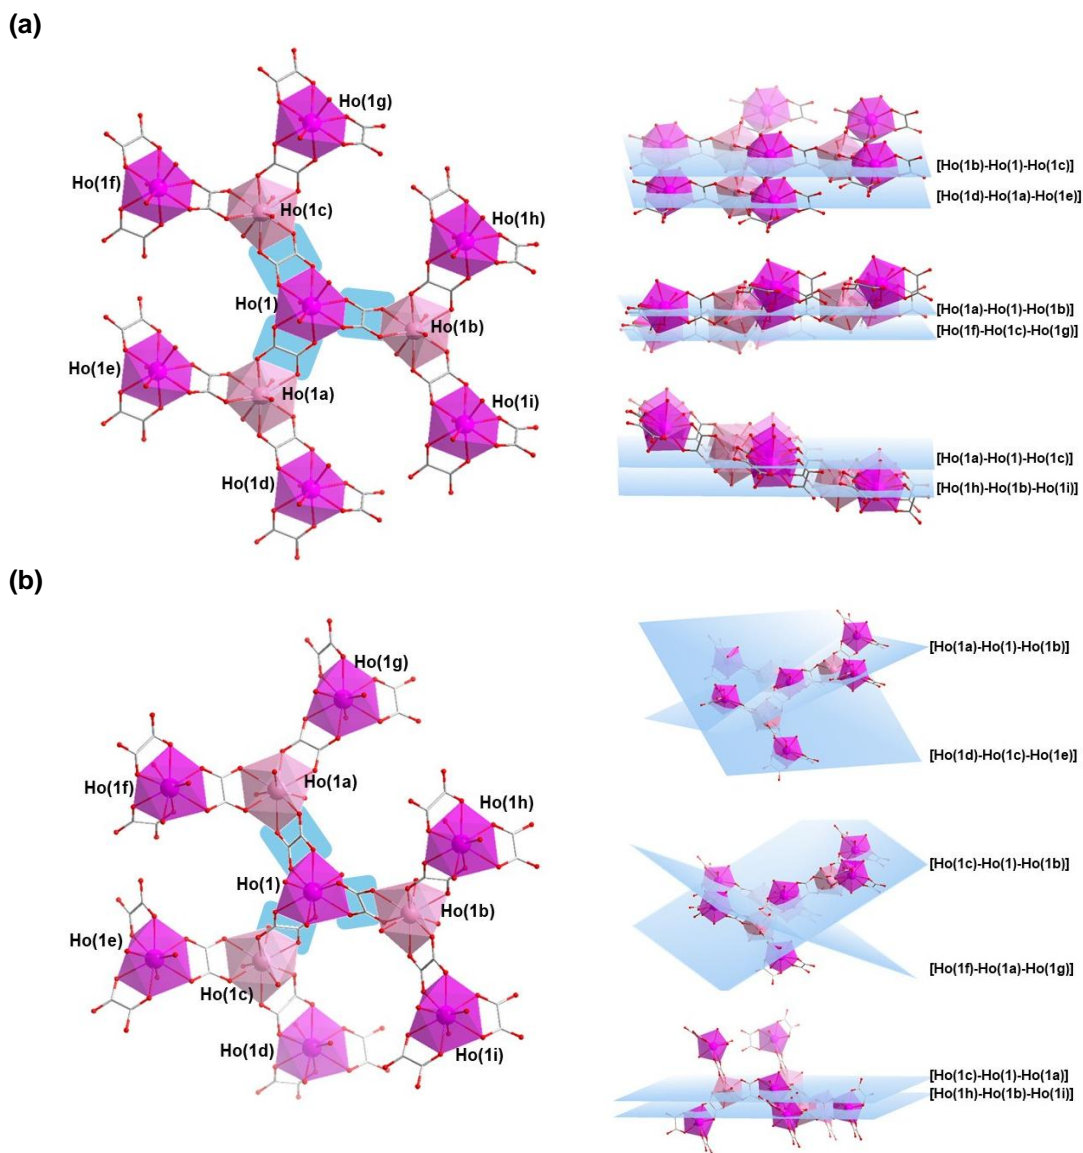 (a)
Ho(1g)
Ho(1f)
Ho(1c)
Ho(1h)
Ho(1)
Ho(1b)
Ho(1e)
Ho(1a)
Ho(1i)
Ho(1d)
[Ho(1b)-Ho(1)-Ho(1c)]
[Ho(1d)-Ho(1a)-Ho(1e)]
[Ho(1a)-Ho(1)-Ho(1b)]
[Ho(1f)-Ho(1c)-Ho(1g)]
[Ho(1a)-Ho(1)-Ho(1c)]
[Ho(1h)-Ho(1b)-Ho(1i)]
(b)
Ho(1g)
Ho(1a)
Ho(1f)
Ho(1h)
Ho(1)
Ho(1b)
Ho(1e)
Ho(1c)
Ho(1d)
Ho(1i)
[Ho(1a)-Ho(1)-Ho(1b)]
[Ho(1d)-Ho(1c)-Ho(1e)]
[Ho(1c)-Ho(1)-Ho(1b)]
[Ho(1f)-Ho(1a)-Ho(1g)]
[Ho(1c)-Ho(1)-Ho(1a)]
[Ho(1h)-Ho(1b)-Ho(1i)]